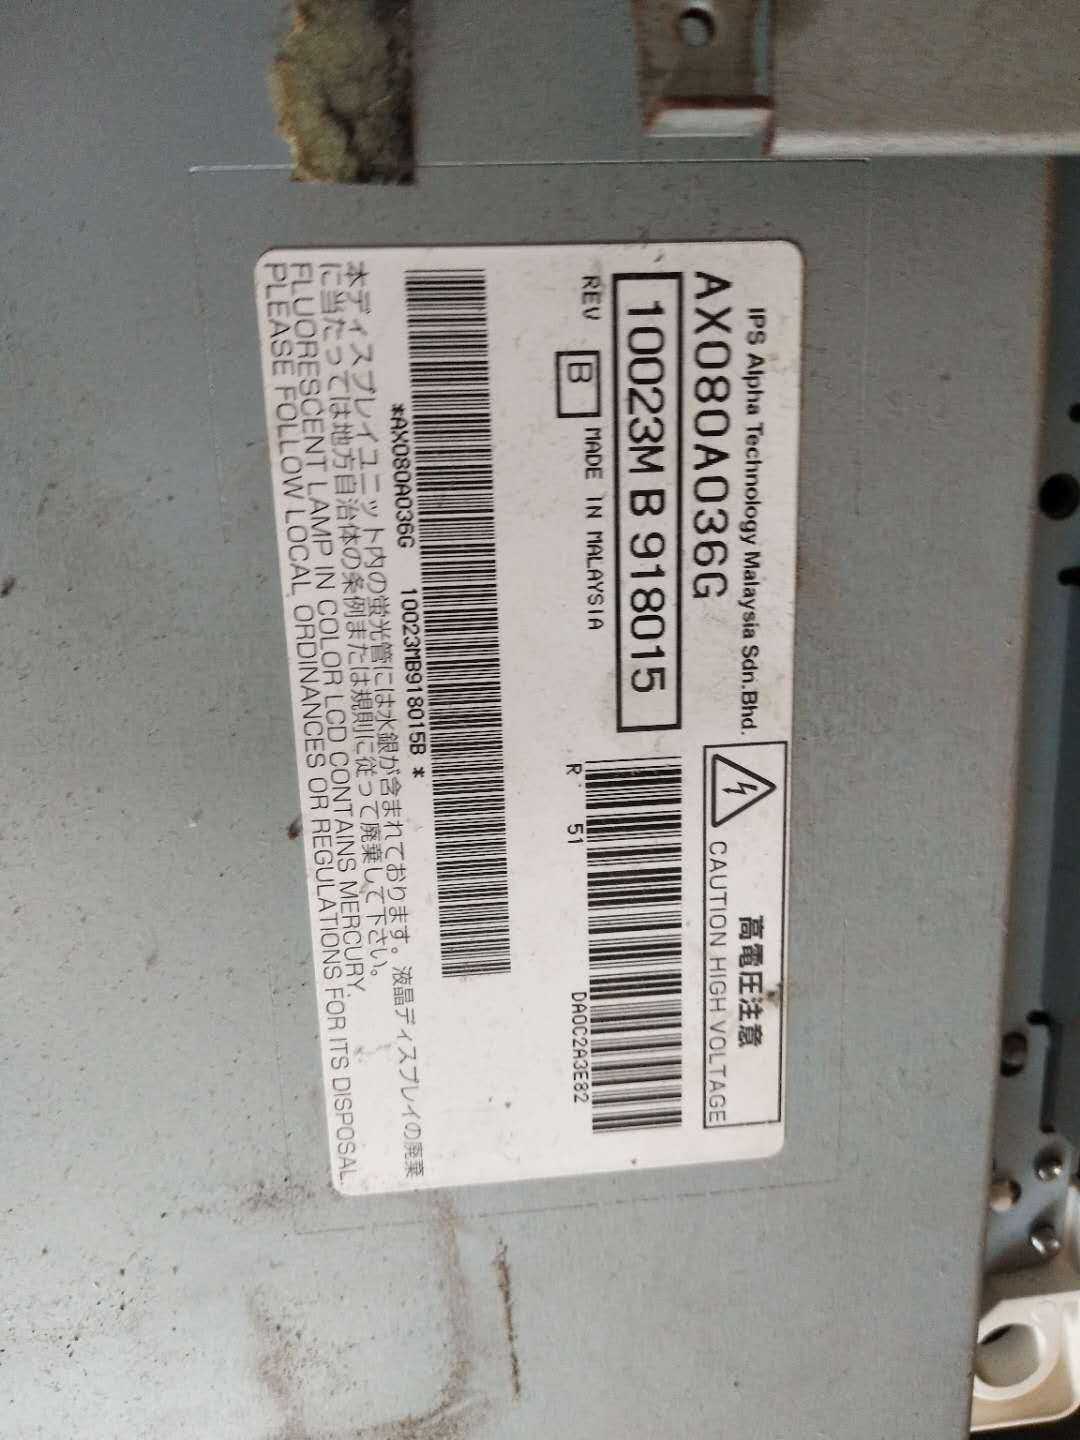 IPS Alpha Technology Malaysia Sdn.Bhd.
AX080A036G
10023M B 918015
REV B MADE IN MALAYSIA
高電圧注意
CAUTION HIGH VOLTAGE
R 51 DA0C2A3E82
*AX080A036G 10023MB918015B *
本ディスプレイユニット内の蛍光管には水銀が含まれております。液晶ディスプレイの廃棄
に当たっては地方自治体の条例または規則に従って廃棄して下さい。
FLUORESCENT LAMP IN COLOR LCD CONTAINS MERCURY,
PLEASE FOLLOW LOCAL ORDINANCES OR REGULATIONS FOR ITS DISPOSAL